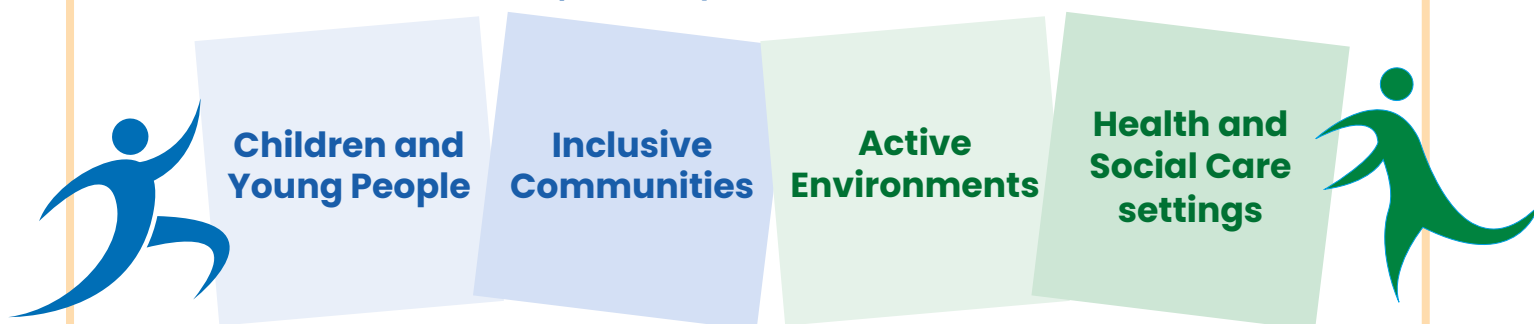 Children and
Young People
Inclusive
Communities
Active
Environments
Health and
Social Care
settings